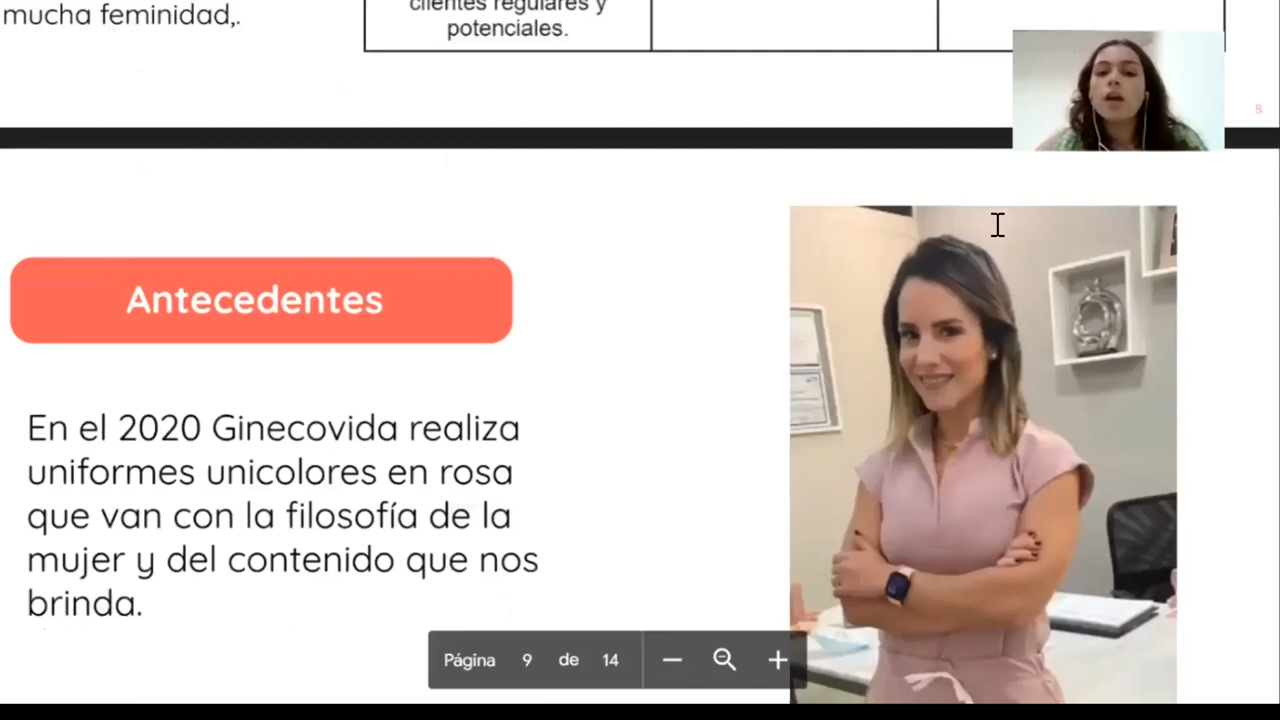 mucha feminidad,.
clientes regulares y
potenciales.
8.
Antecedentes
En el 2020 Ginecovida realiza
uniformes unicolores en rosa
que van con la filosofía de la
mujer y del contenido que nos
brinda.
Página 9 de 14